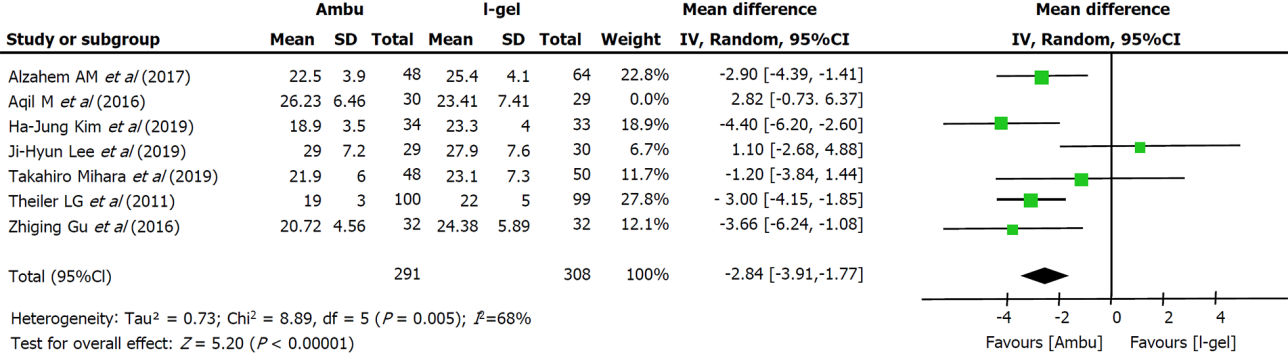 Ambu I-gel Mean difference Mean difference
Study or subgroup Mean SD Total Mean SD Total Weight IV, Random, 95%CI IV, Random, 95%CI
Alzahem AM et al (2017) 22.5 3.9 48 25.4 4.1 64 22.8% -2.90 [-4.39, -1.41)
Aqil M et al (2016) 26.23 6.46 30 23.41 7.41 29 0.0% 2.82 [-0.73. 6.37]
Ha-Jung Kim et al (2019) 18.9 3.5 34 23.3 4 33 18.9% -4.40 [-6.20, -2.60)
Ji-Hyun Lee et al (2019) 29 7.2 29 27.9 7.6 30 6.7% 1.10 [-2.68, 4.88]
Takahiro Mihara et al (2019) 21.9 6 48 23.1 7.3 50 11.7% -1.20 [-3.84, 1.44]
Theiler LG et al (2011) 19 3 100 22 5 99 27.8% - 3.00 [-4.15, -1.85)
Zhiging Gu et al (2016) 20.72 4.56 32 24.38 5.89 32 12.1% -3.66 [-6.24, -1.08]
Total (95%CI) 291 308 100% -2.84 [-3.91,-1.77]
-4 -2 0 2 4
Heterogeneity: Tau² = 0.73; Chi² = 8.89, df = 5 (P = 0.005); I²=68%
Test for overall effect: Z = 5.20 (P < 0.00001)
Favours [Ambu] Favours [I-gel]